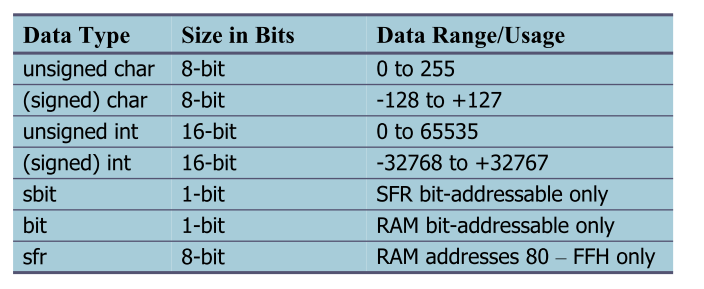 Data Type Size in Bits Data Range/Usage
unsigned char 8-bit 0 to 255
(signed) char 8-bit -128 to +127
unsigned int 16-bit 0 to 65535
(signed) int 16-bit -32768 to +32767
sbit 1-bit SFR bit-addressable only
bit 1-bit RAM bit-addressable only
sfr 8-bit RAM addresses 80 – FFH only